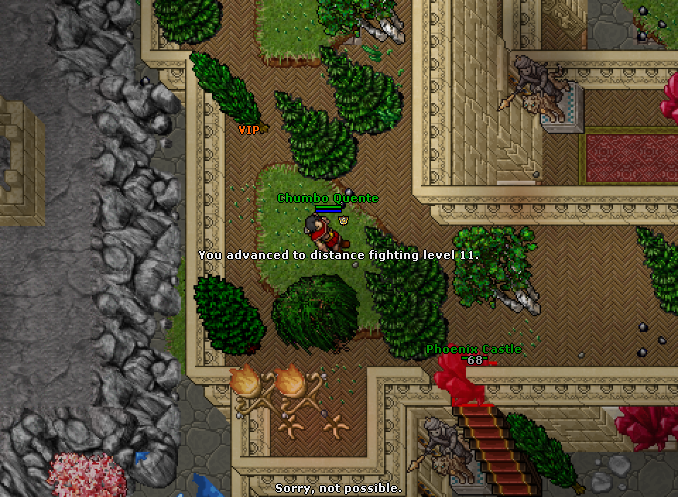 VIP
Chumbo Quente
You advanced to distance fighting level 11.
Phoenix Castle
"68"
Sorry, not possible.